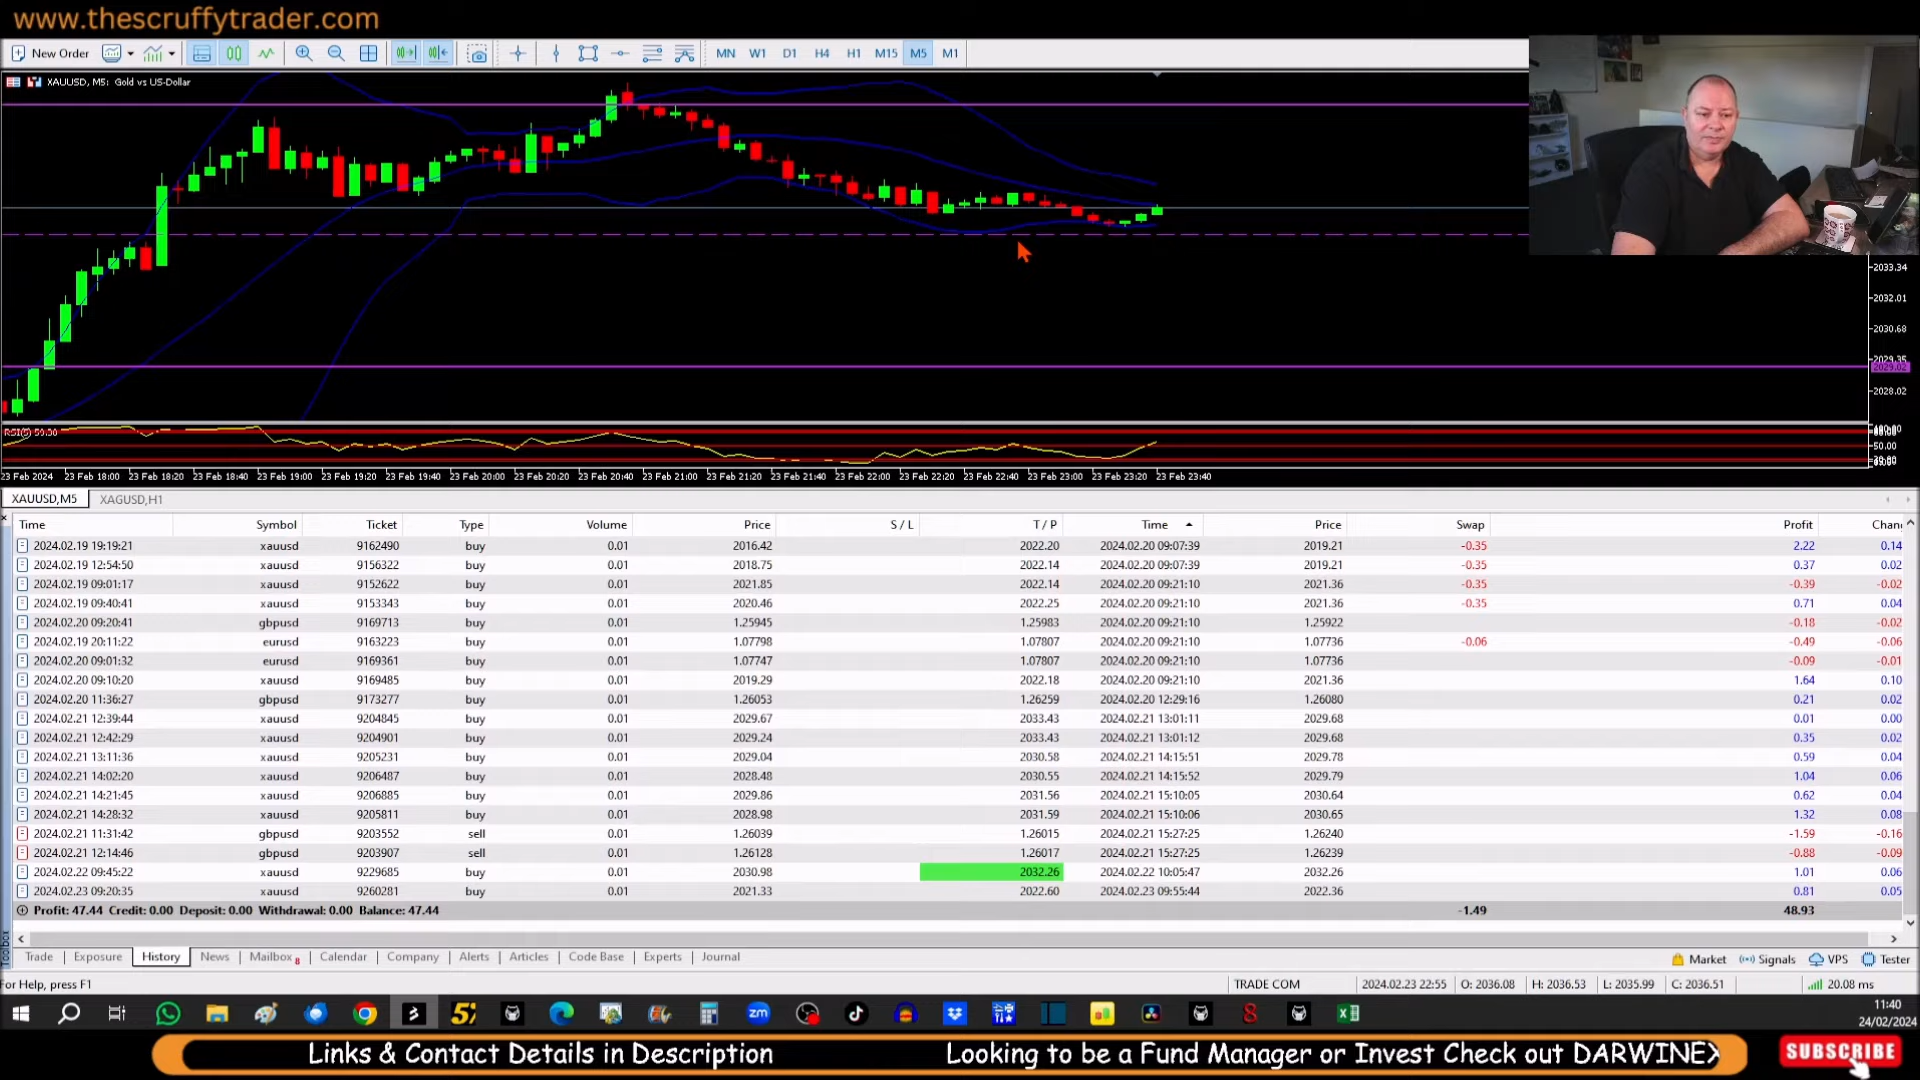 www.thescruffytrader.com
New Order MN W1 D1 H4 H1 M15 M5 M1
XAUUSD, M5: Gold vs US-Dollar
2033.34
2032.01
2030.68
2029.35
2029.02
2028.02
50.00
23 Feb 2024 23 Feb 18:00 23 Feb 18:20 23 Feb 18:40 23 Feb 19:00 23 Feb 19:20 23 Feb 19:40 23 Feb 20:00 23 Feb 20:20 23 Feb 20:40 23 Feb 21:00 23 Feb 21:20 23 Feb 21:40 23 Feb 22:00 23 Feb 22:20 23 Feb 22:40 23 Feb 23:00 23 Feb 23:20 23 Feb 23:40
XAUUSD,M5 XAGUSD,H1
Time Symbol Ticket Type Volume Price S / L T / P Time Price Swap Profit Chan
2024.02.19 19:19:21 xauusd 9162490 buy 0.01 2016.42 2022.20 2024.02.20 09:07:39 2019.21 -0.35 2.22 0.14
2024.02.19 12:54:50 xauusd 9156322 buy 0.01 2018.75 2022.14 2024.02.20 09:07:39 2019.21 -0.35 0.37 0.02
2024.02.19 09:01:17 xauusd 9152622 buy 0.01 2021.85 2022.14 2024.02.20 09:21:10 2021.36 -0.35 -0.39 -0.02
2024.02.19 09:40:41 xauusd 9153343 buy 0.01 2020.46 2022.25 2024.02.20 09:21:10 2021.36 -0.35 0.71 0.04
2024.02.20 09:20:41 gbpusd 9169713 buy 0.01 1.25945 1.25983 2024.02.20 09:21:10 1.25922 -0.18 -0.02
2024.02.19 20:11:22 eurusd 9163223 buy 0.01 1.07798 1.07807 2024.02.20 09:21:10 1.07736 -0.06 -0.49 -0.06
2024.02.20 09:01:32 eurusd 9169361 buy 0.01 1.07747 1.07807 2024.02.20 09:21:10 1.07736 -0.09 -0.01
2024.02.20 09:10:20 xauusd 9169485 buy 0.01 2019.29 2022.18 2024.02.20 09:21:10 2021.36 1.64 0.10
2024.02.20 11:36:27 gbpusd 9173277 buy 0.01 1.26053 1.26259 2024.02.20 12:29:16 1.26080 0.21 0.02
2024.02.21 12:39:44 xauusd 9204845 buy 0.01 2029.67 2033.43 2024.02.21 13:01:11 2029.68 0.01 0.00
2024.02.21 12:42:29 xauusd 9204901 buy 0.01 2029.24 2033.43 2024.02.21 13:01:12 2029.68 0.35 0.02
2024.02.21 13:11:36 xauusd 9205231 buy 0.01 2029.04 2030.58 2024.02.21 14:15:51 2029.78 0.59 0.04
2024.02.21 14:02:20 xauusd 9206487 buy 0.01 2028.48 2030.55 2024.02.21 14:15:52 2029.79 1.04 0.06
2024.02.21 14:21:45 xauusd 9206885 buy 0.01 2029.86 2031.56 2024.02.21 15:10:05 2030.64 0.62 0.04
2024.02.21 14:28:32 xauusd 9205811 buy 0.01 2028.98 2031.59 2024.02.21 15:10:06 2030.65 1.32 0.08
2024.02.21 11:31:42 gbpusd 9203552 sell 0.01 1.26039 1.26015 2024.02.21 15:27:25 1.26240 -1.59 -0.16
2024.02.21 12:14:46 gbpusd 9203907 sell 0.01 1.26128 1.26017 2024.02.21 15:27:25 1.26239 -0.88 -0.09
2024.02.22 09:45:22 xauusd 9229685 buy 0.01 2030.98 2032.26 2024.02.22 10:05:47 2032.26 1.01 0.06
2024.02.23 09:20:35 xauusd 9260281 buy 0.01 2021.33 2022.60 2024.02.23 09:55:44 2022.36 0.81 0.05
Profit: 47.44 Credit: 0.00 Deposit: 0.00 Withdrawal: 0.00 Balance: 47.44 -1.49 48.93
Toolbox
Trade Exposure History News Mailbox 8 Calendar Company Alerts Articles Code Base Experts Journal Market Signals VPS Tester
For Help, press F1 TRADE COM 2024.02.23 22:55 O: 2036.08 H: 2036.53 L: 2035.99 C: 2036.51 20.08 ms
zm
11:40
24/02/2024
Links & Contact Details in Description Looking to be a Fund Manager or Invest Check out DARWINEX
SUBSCRIBE